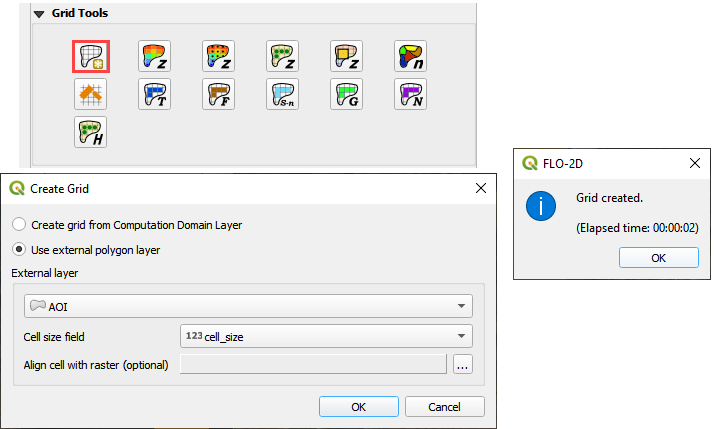 Grid Tools
z z z z n
T F S-n G N
H
Create Grid
Create grid from Computation Domain Layer
Use external polygon layer
External layer
AOI
Cell size field 123 cell_size
Align cell with raster (optional) ...
OK Cancel
FLO-2D
Grid created.
(Elapsed time: 00:00:02)
OK